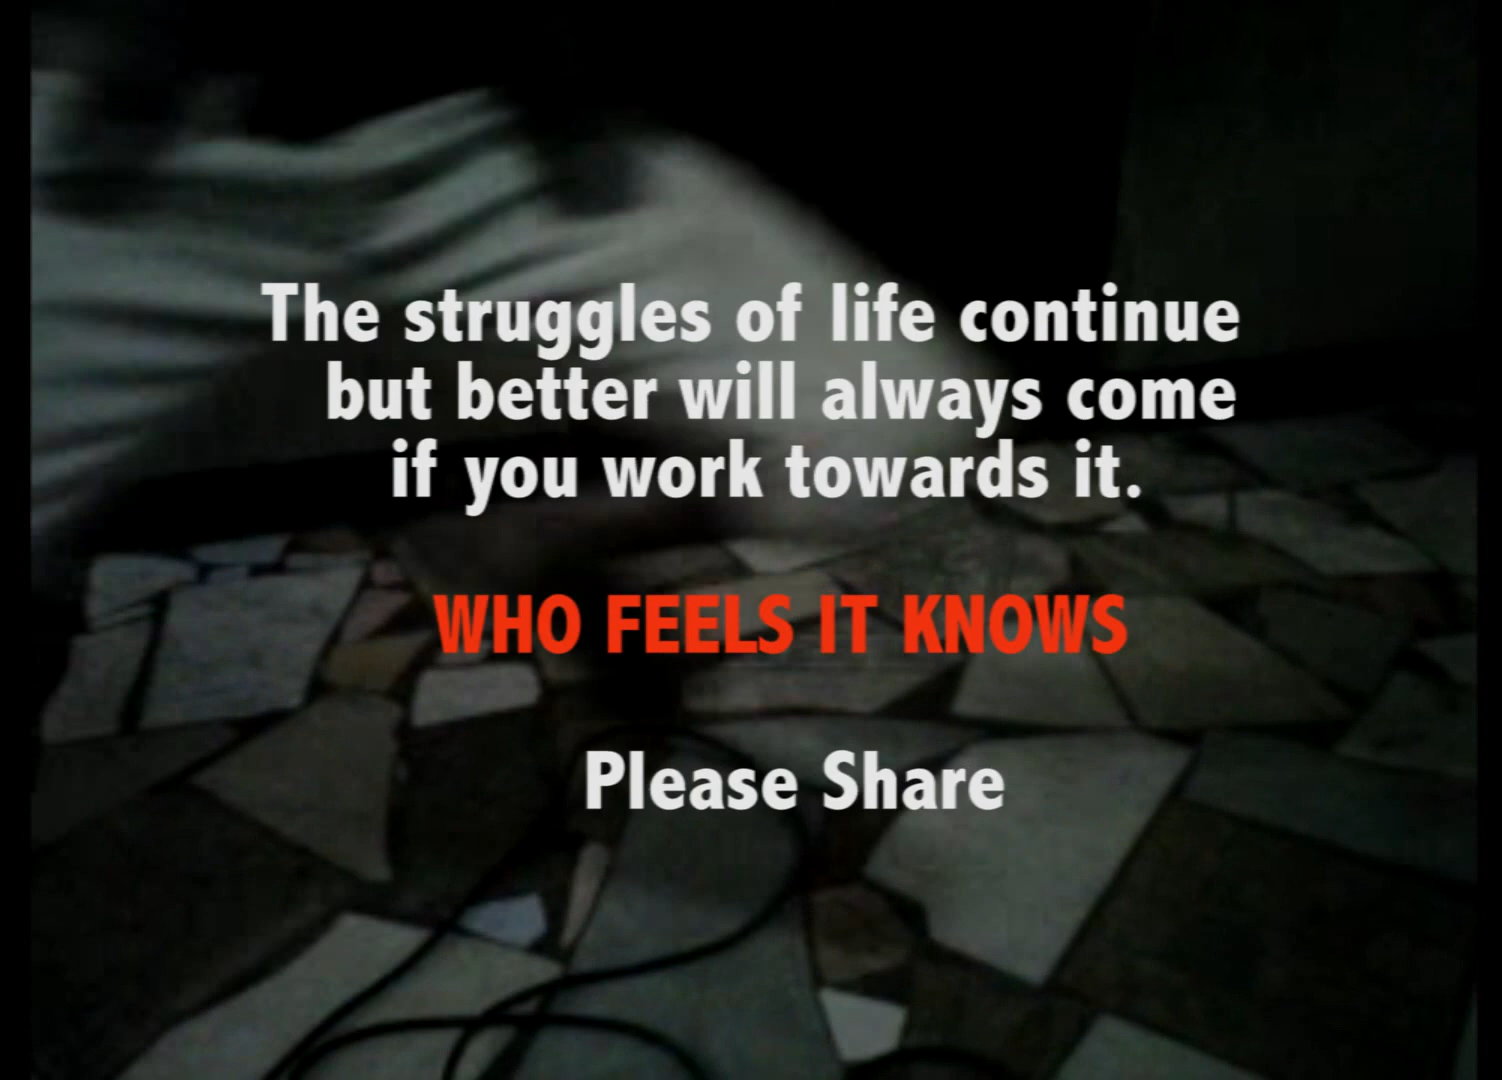 The struggles of life continue
but better will always come
if you work towards it.
WHO FEELS IT KNOWS
Please Share